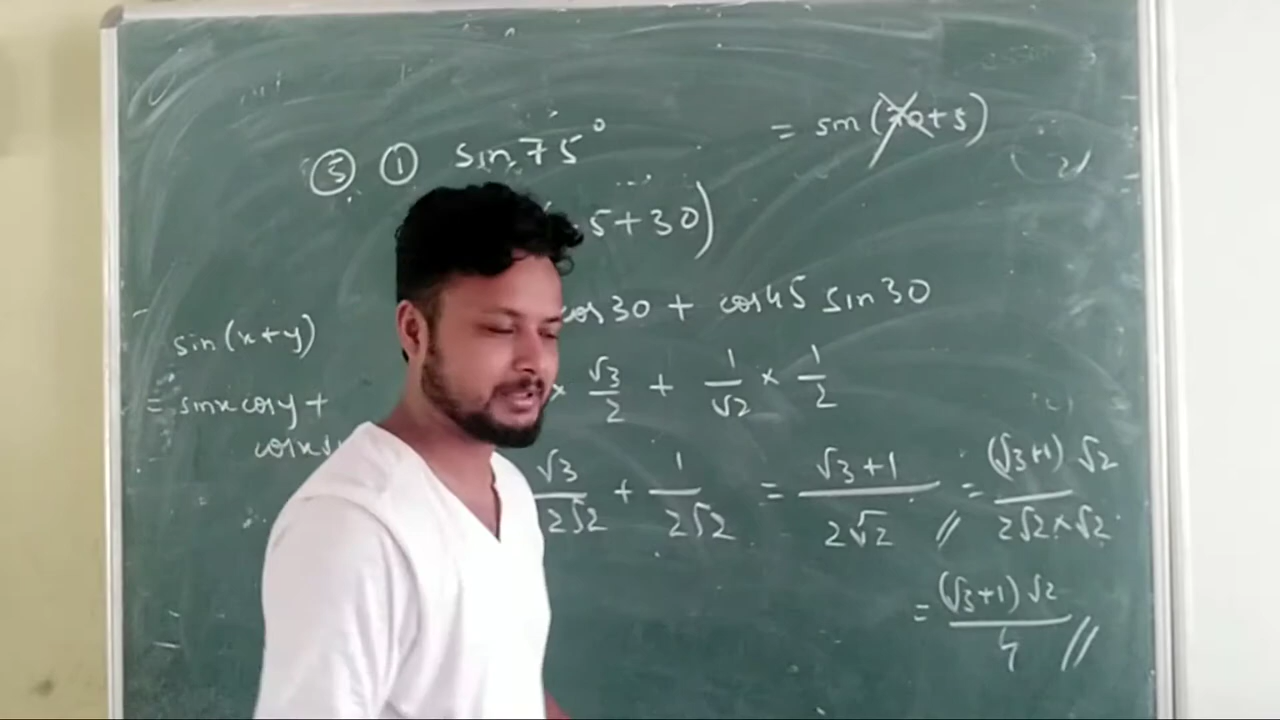 ⑤ ① sin 75°
= sin( + 5)
5+30)
cos 30 + cos 45 sin 30
sin(x+y)
= sinx cosy +
cosx s
× √3/2 + 1/√2 × 1/2
√3/2√2 + 1/2√2 = √3+1/2√2 // = (√3+1) √2/2√2×√2
= (√3+1) √2/4 //